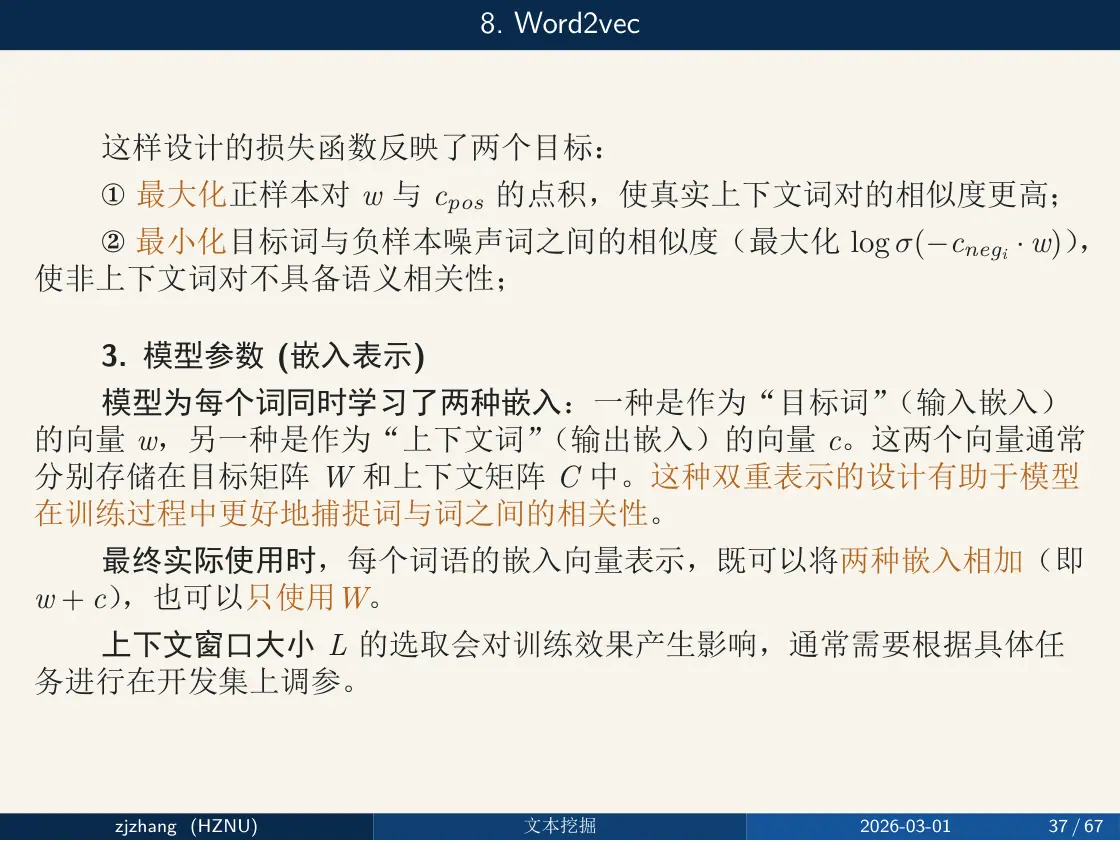 8. Word2vec
这样设计的损失函数反映了两个目标：
① 最大化正样本对 w 与 c_{pos} 的点积，使真实上下文词对的相似度更高；
② 最小化目标词与负样本噪声词之间的相似度（最大化 log σ(−c_{neg_i} · w)），
使非上下文词对不具备语义相关性；
3. 模型参数 (嵌入表示)
模型为每个词同时学习了两种嵌入：一种是作为“目标词”（输入嵌入）
的向量 w，另一种是作为“上下文词”（输出嵌入）的向量 c。这两个向量通常
分别存储在目标矩阵 W 和上下文矩阵 C 中。这种双重表示的设计有助于模型
在训练过程中更好地捕捉词与词之间的相关性。
最终实际使用时，每个词语的嵌入向量表示，既可以将两种嵌入相加（即
w + c），也可以只使用 W。
上下文窗口大小 L 的选取会对训练效果产生影响，通常需要根据具体任
务进行在开发集上调参。
zjzhang (HZNU) 文本挖掘 2026-03-01 37 / 67